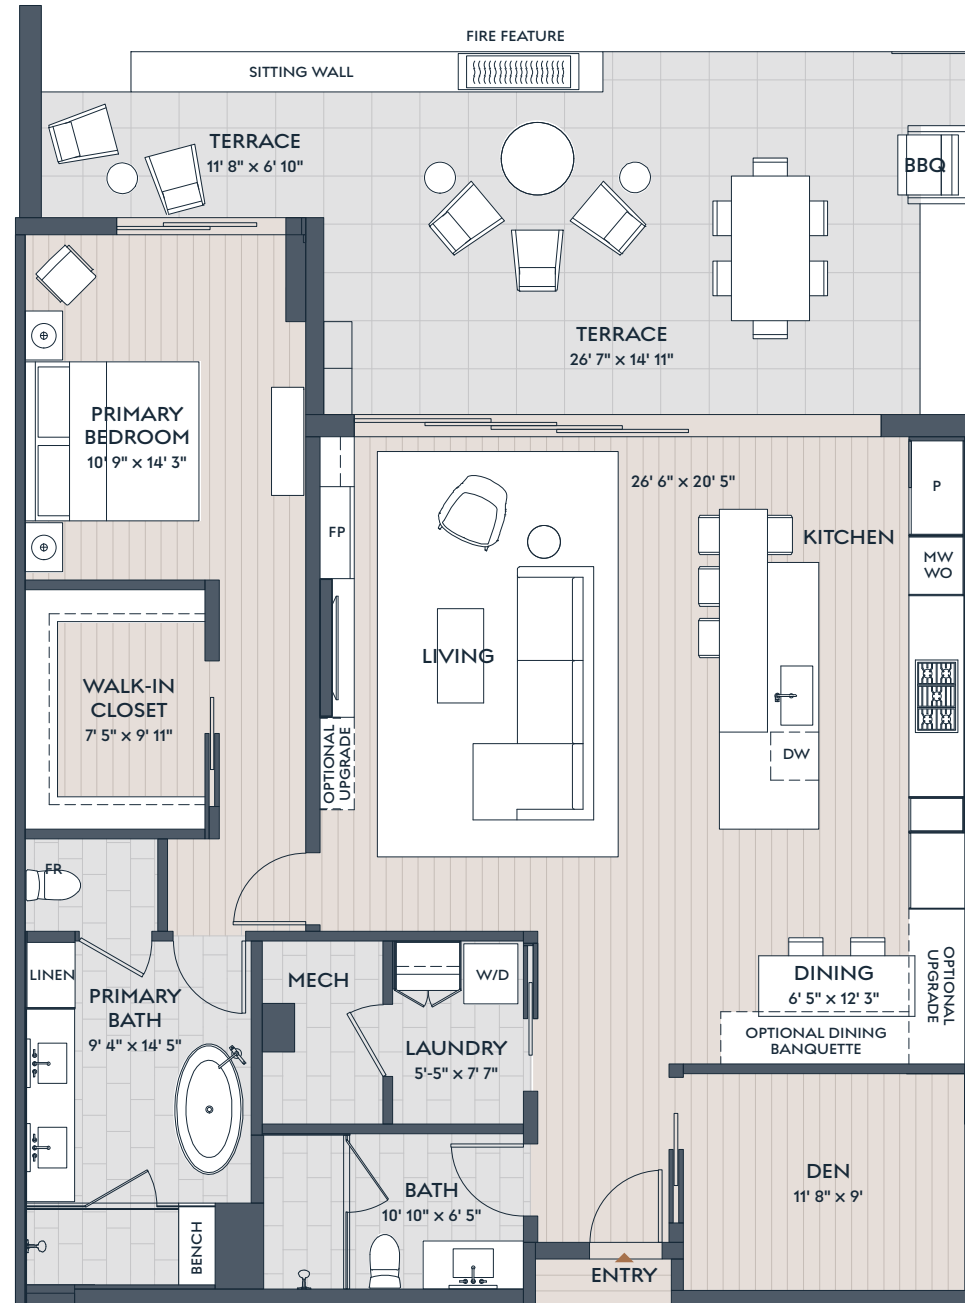 FIRE FEATURE
SITTING WALL
TERRACE
11' 8" x 6' 10"
BBQ
TERRACE
26' 7" x 14' 11"
PRIMARY
BEDROOM
10' 9" x 14' 3"
26' 6" x 20' 5"
P
FP
KITCHEN
MW
WO
LIVING
WALK-IN
CLOSET
7' 5" x 9' 11"
OPTIONAL
UPGRADE
DW
FR
LINEN
PRIMARY
BATH
9' 4" x 14' 5"
MECH
W/D
LAUNDRY
5'-5" x 7' 7"
DINING
6' 5" x 12' 3"
OPTIONAL
UPGRADE
OPTIONAL DINING
BANQUETTE
BATH
10' 10" x 6' 5"
DEN
11' 8" x 9'
BENCH
ENTRY